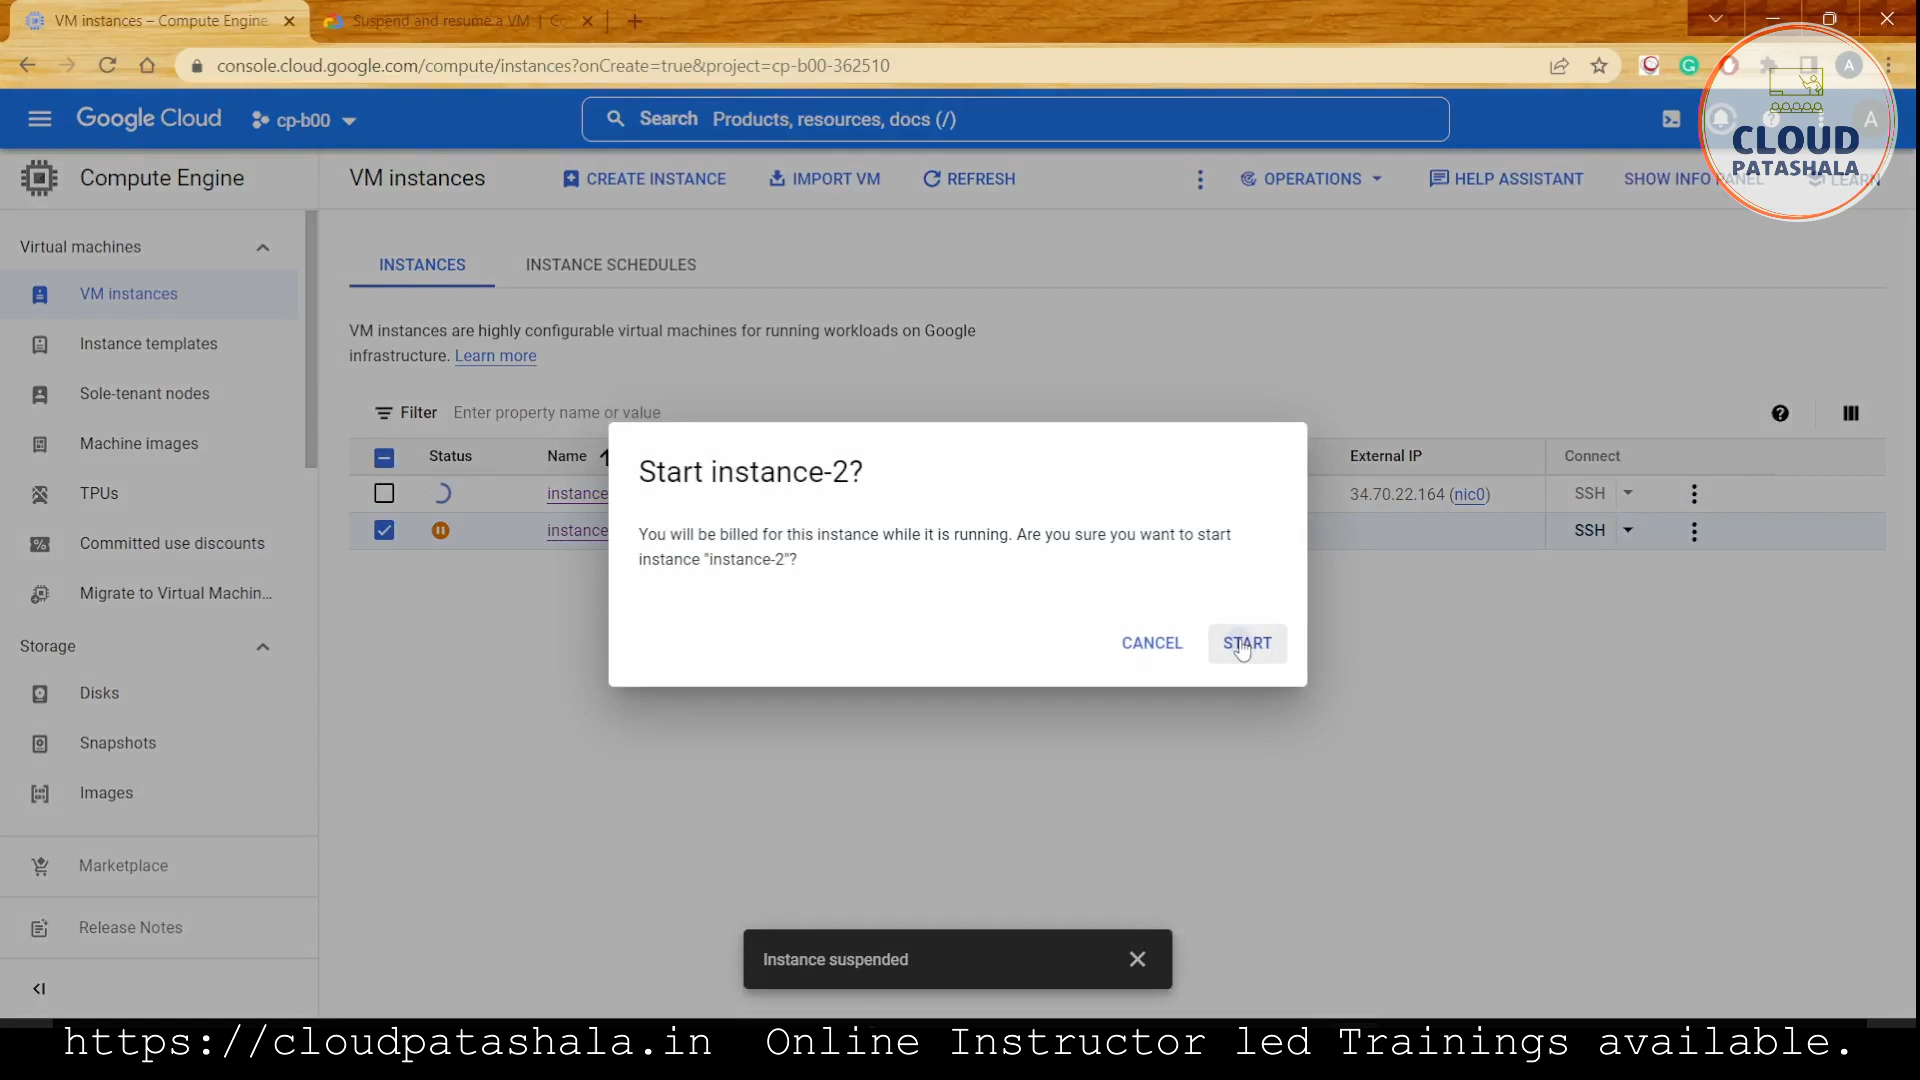 VM instances – Compute Engine
Suspend and resume a VM | Co
console.cloud.google.com/compute/instances?onCreate=true&project=cp-b00-362510
A
Google Cloud
cp-b00
Search Products, resources, docs (/)
A
CLOUD
PATASHALA
Compute Engine
VM instances
CREATE INSTANCE
IMPORT VM
REFRESH
OPERATIONS
HELP ASSISTANT
SHOW INFO PANEL
LEARN
Virtual machines
VM instances
Instance templates
Sole-tenant nodes
Machine images
TPUs
Committed use discounts
Migrate to Virtual Machin...
Storage
Disks
Snapshots
Images
Marketplace
Release Notes
INSTANCES
INSTANCE SCHEDULES
VM instances are highly configurable virtual machines for running workloads on Google
infrastructure. Learn more
Filter Enter property name or value
Status Name External IP Connect
instance 34.70.22.164 (nic0) SSH
instance SSH
Start instance-2?
You will be billed for this instance while it is running. Are you sure you want to start
instance "instance-2"?
CANCEL START
Instance suspended
https://cloudpatashala.in Online Instructor led Trainings available.